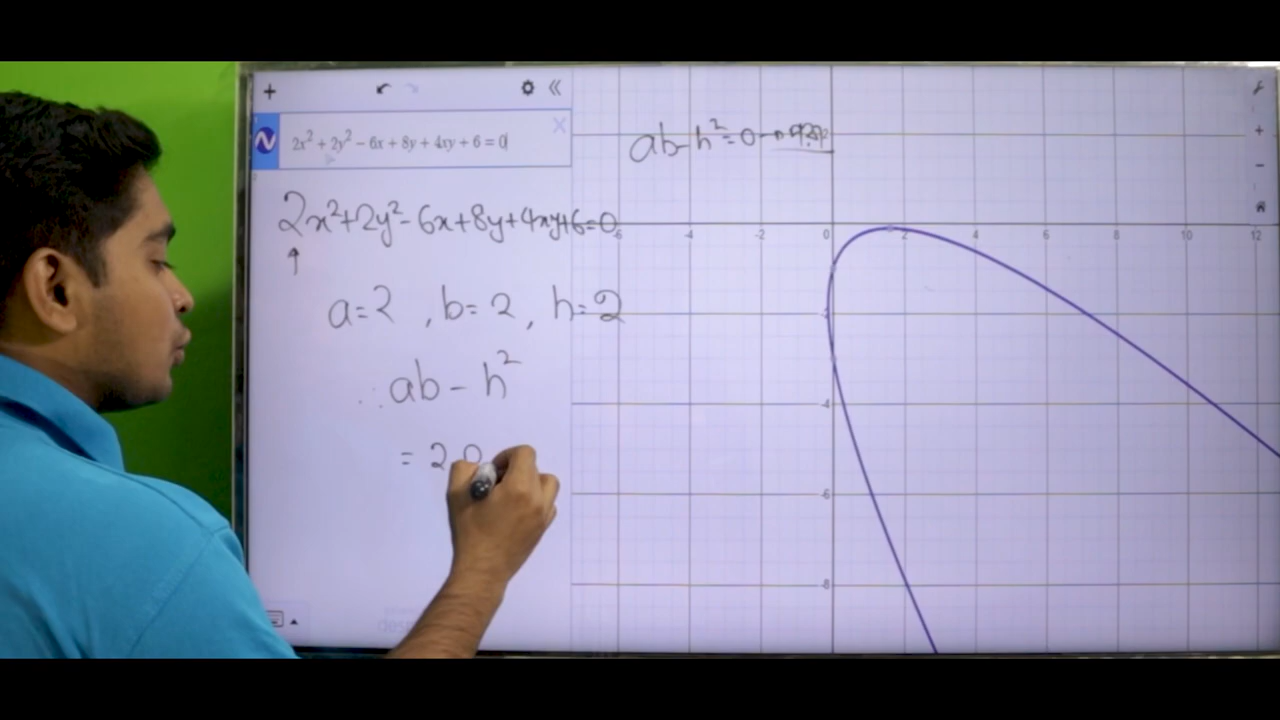 2x² + 2y² − 6x + 8y + 4xy + 6 = 0
2x²+2y²-6x+8y+4xy+6=0
a=2 , b=2 , h=2
∴ ab − h²
= 2.
ab-h²=0
-6 -4 -2 0 2 4 6 8 10 12
2
-2
-4
-6
-8